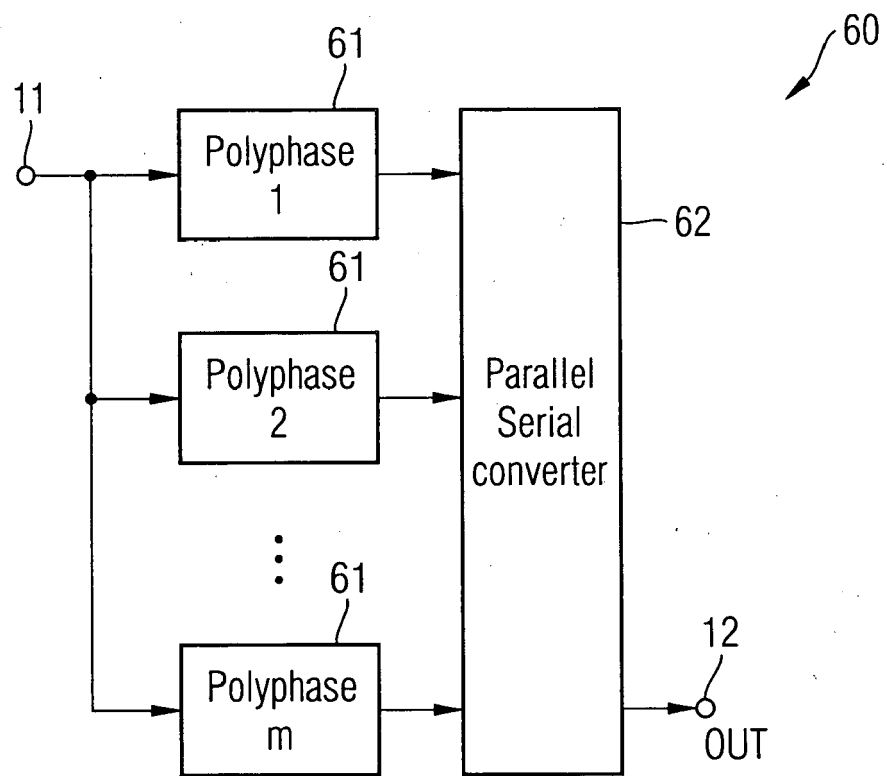 60
61
11
Polyphase
1
62
61
Polyphase
2
Parallel
Serial
converter
61
Polyphase
m
12
OUT